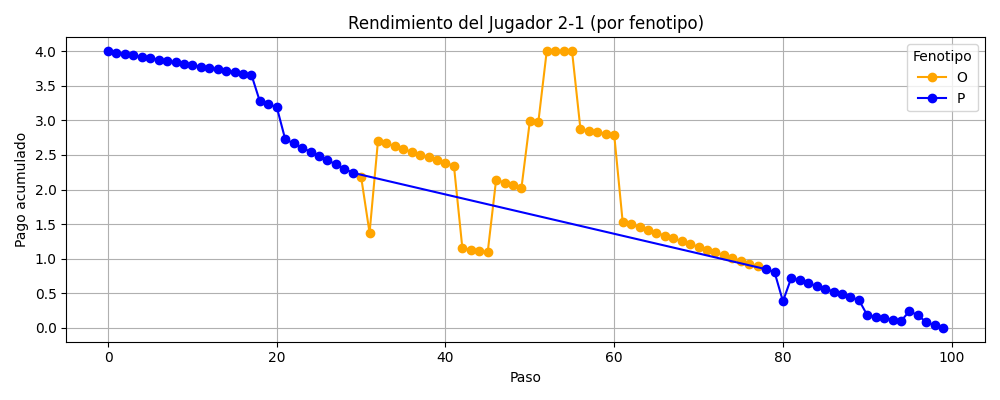 Rendimiento del Jugador 2-1 (por fenotipo)
Pago acumulado
4.0
3.5
3.0
2.5
2.0
1.5
1.0
0.5
0.0
Fenotipo
O
P
0 20 40 60 80 100
Paso